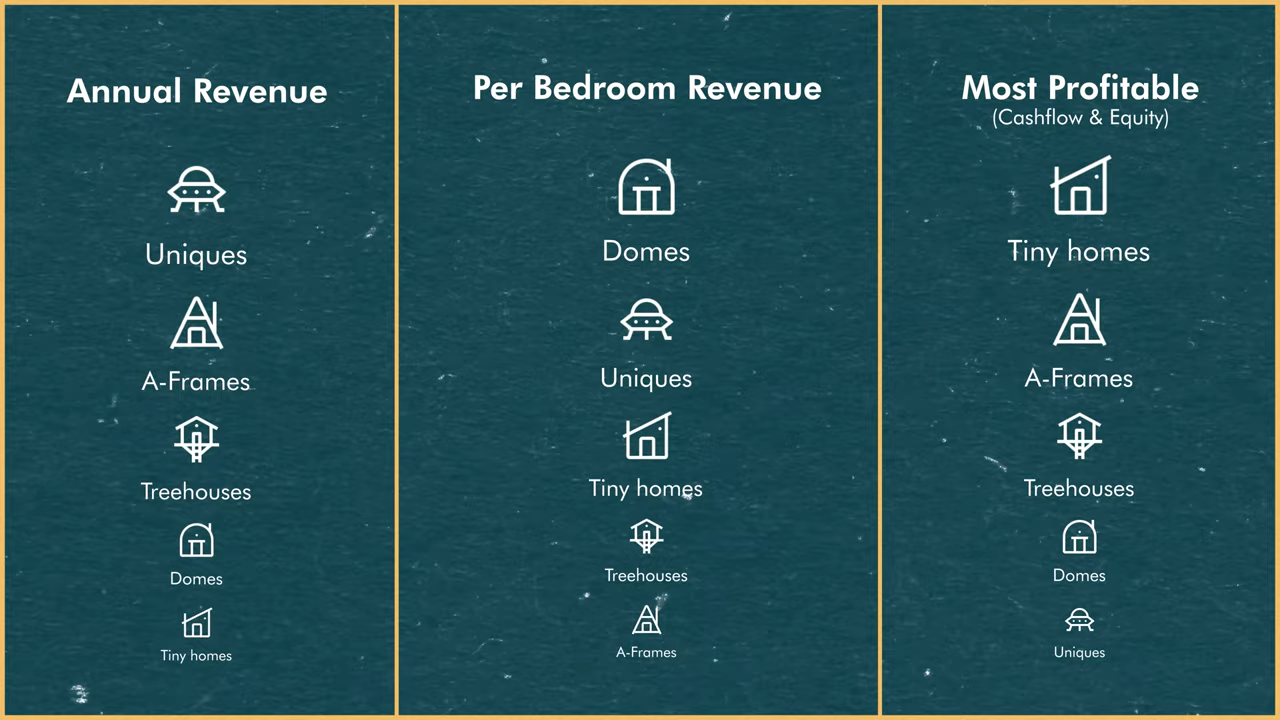 Annual Revenue
Uniques
A-Frames
Treehouses
Domes
Tiny homes
Per Bedroom Revenue
Domes
Uniques
Tiny homes
Treehouses
A-Frames
Most Profitable
(Cashflow & Equity)
Tiny homes
A-Frames
Treehouses
Domes
Uniques